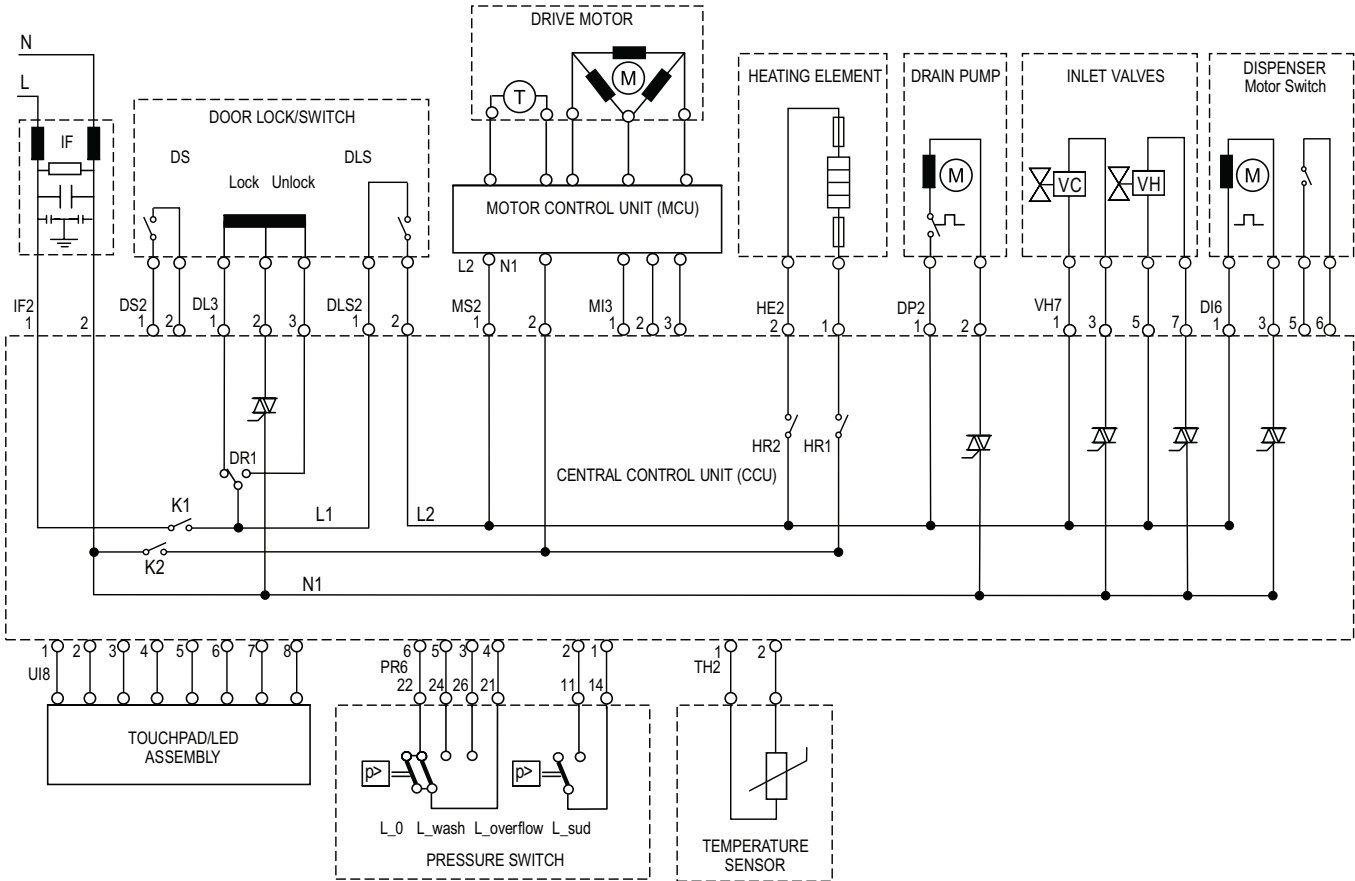 DRIVE MOTOR
N
L
IF
DOOR LOCK/SWITCH
DS
DLS
Lock Unlock
T
M
MOTOR CONTROL UNIT (MCU)
L2 N1
HEATING ELEMENT
DRAIN PUMP
M
INLET VALVES
VC
VH
DISPENSER
Motor Switch
M
IF2
1 2
DS2
1 2
DL3
1 2 3
DLS2
1 2
MS2
1 2
MI3
1 2 3
HE2
2 1
DP2
1 2
VH7
1 3 5 7
DI6
1 3 5 6
DR1
HR2 HR1
CENTRAL CONTROL UNIT (CCU)
K1
L1
L2
K2
N1
1 2 3 4 5 6 7 8
UI8
TOUCHPAD/LED
ASSEMBLY
6 5 3 4 2 1
PR6
22 24 26 21 11 14
p>
p>
L_0 L_wash L_overflow L_sud
PRESSURE SWITCH
1 2
TH2
TEMPERATURE
SENSOR